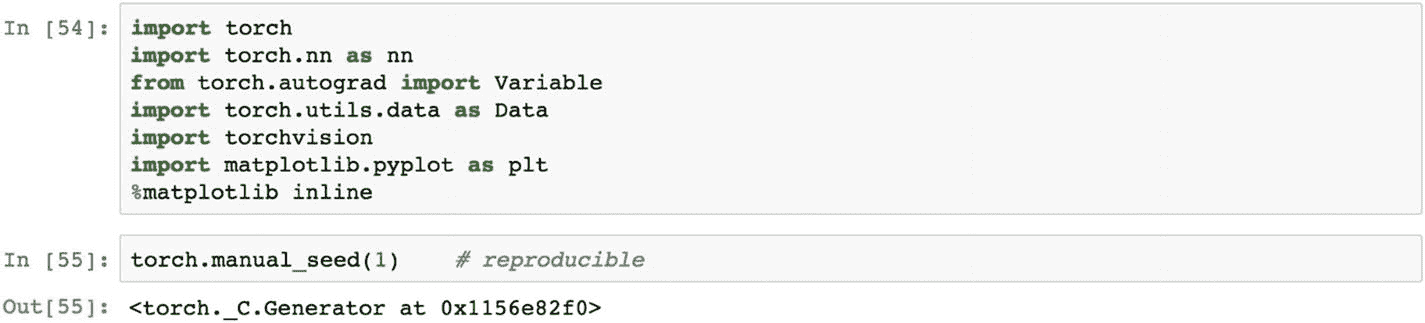 In [54]: import torch
import torch.nn as nn
from torch.autograd import Variable
import torch.utils.data as Data
import torchvision
import matplotlib.pyplot as plt
%matplotlib inline
In [55]: torch.manual_seed(1)    # reproducible
Out[55]: <torch._C.Generator at 0x1156e82f0>